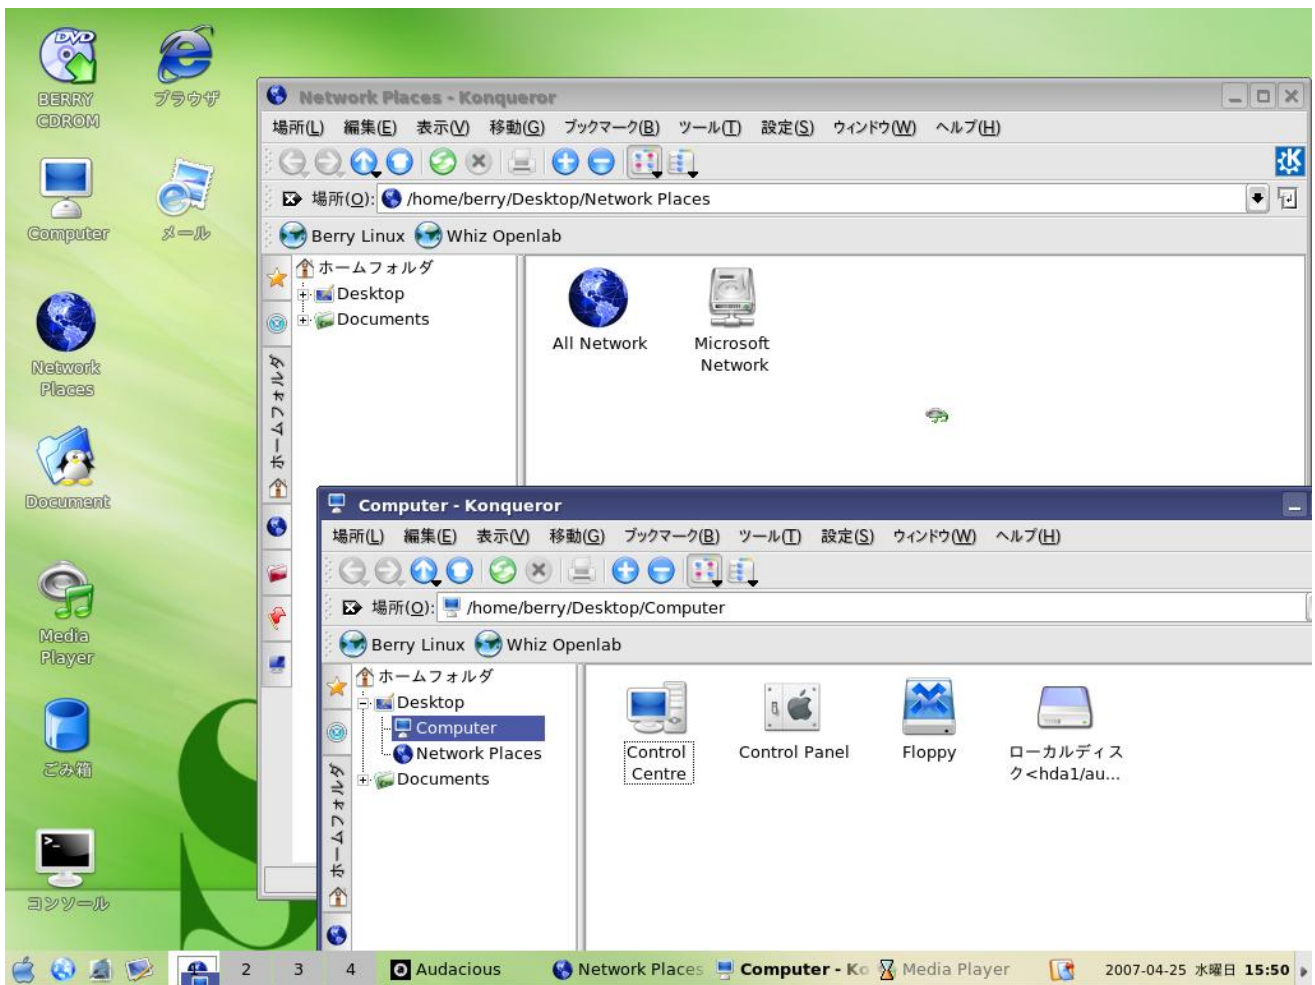 DVD
BERRY
CDROM
ブラウザ
Computer
メール
Network
Places
Document
Media
Player
ごみ箱
コンソール
Network Places - Konqueror
場所(L) 編集(E) 表示(V) 移動(G) ブックマーク(B) ツール(T) 設定(S) ウィンドウ(W) ヘルプ(H)
場所(O): /home/berry/Desktop/Network Places
Berry Linux Whiz Openlab
ホームフォルダ
ホームフォルダ
Desktop
Documents
All Network
Microsoft
Network
Computer - Konqueror
場所(L) 編集(E) 表示(V) 移動(G) ブックマーク(B) ツール(T) 設定(S) ウィンドウ(W) ヘルプ(H)
場所(O): /home/berry/Desktop/Computer
Berry Linux Whiz Openlab
ホームフォルダ
ホームフォルダ
Desktop
Computer
Network Places
Documents
Control
Centre
Control Panel
Floppy
ローカルディス
ク<hda1/au...
2 3 4 Audacious Network Places Computer - Ko Media Player 2007-04-25 水曜日 15:50